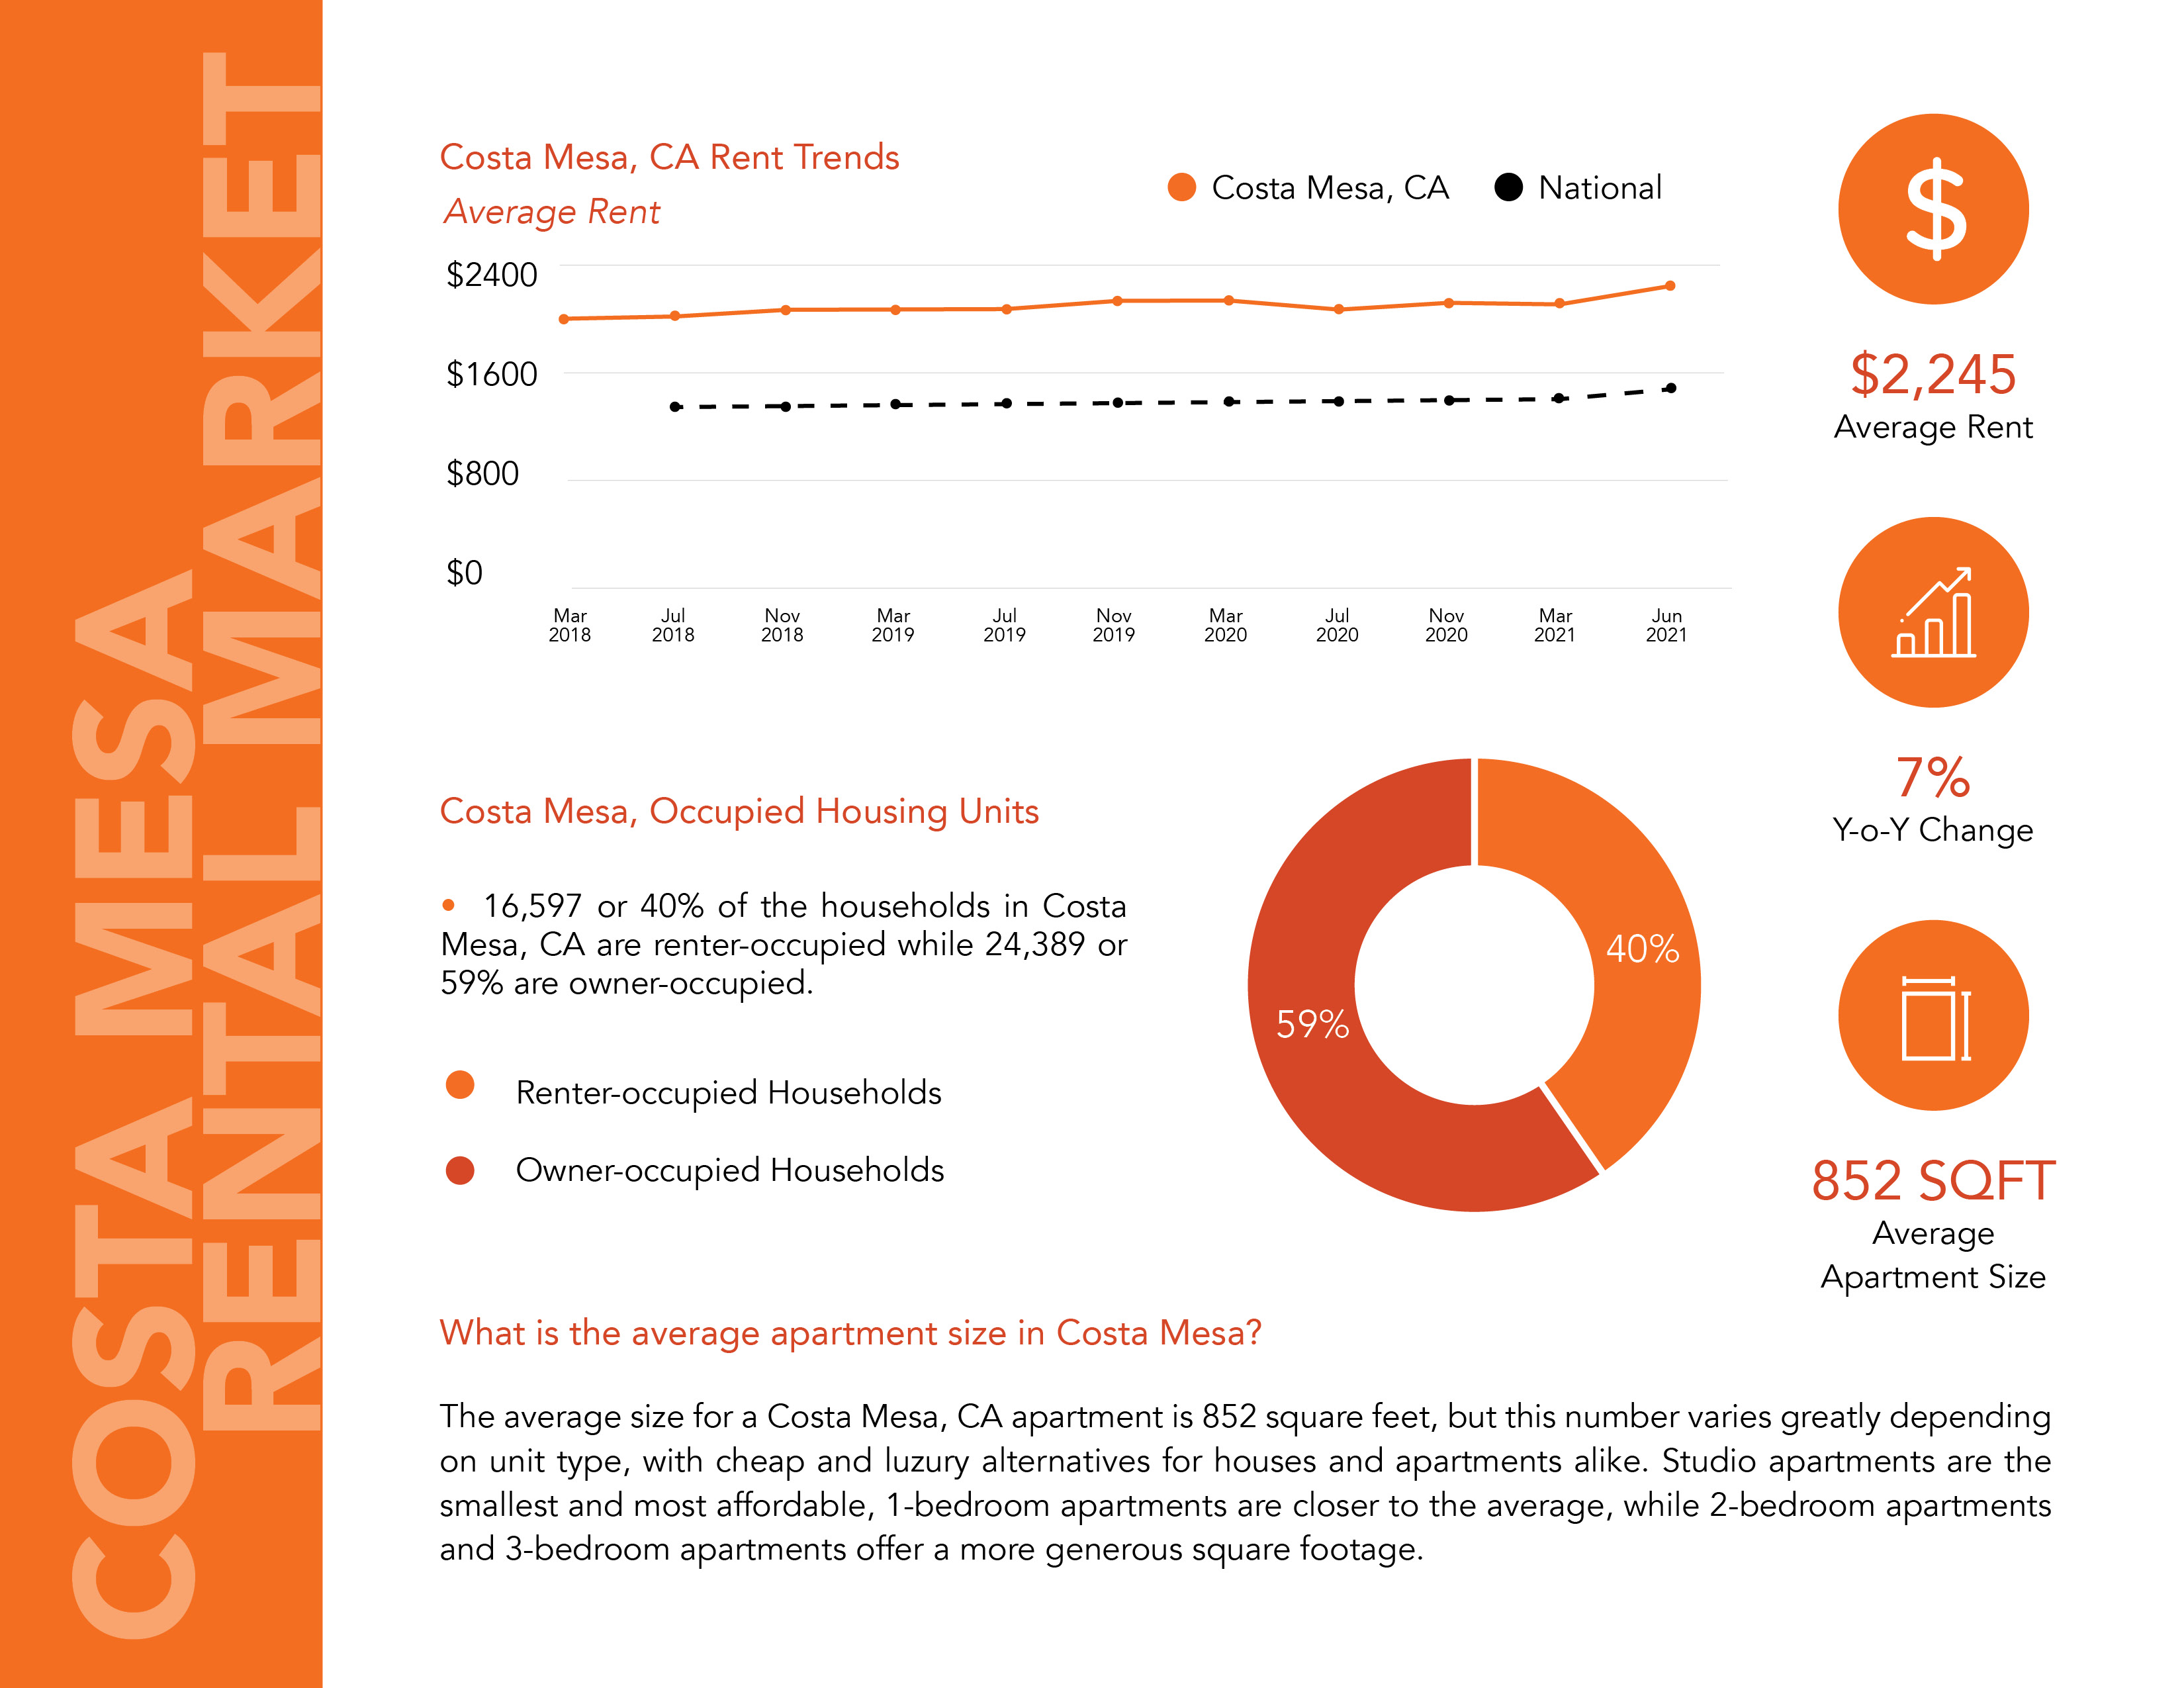 COSTA MESA
RENTAL MARKET
Costa Mesa, CA Rent Trends
Average Rent
Costa Mesa, CA
National
$2400
$1600
$800
$0
Mar
2018
Jul
2018
Nov
2018
Mar
2019
Jul
2019
Nov
2019
Mar
2020
Jul
2020
Nov
2020
Mar
2021
Jun
2021
$
$2,245
Average Rent
7%
Y-o-Y Change
852 SQFT
Average
Apartment Size
Costa Mesa, Occupied Housing Units
• 16,597 or 40% of the households in Costa
Mesa, CA are renter-occupied while 24,389 or
59% are owner-occupied.
Renter-occupied Households
Owner-occupied Households
40%
59%
What is the average apartment size in Costa Mesa?
The average size for a Costa Mesa, CA apartment is 852 square feet, but this number varies greatly depending
on unit type, with cheap and luzury alternatives for houses and apartments alike. Studio apartments are the
smallest and most affordable, 1-bedroom apartments are closer to the average, while 2-bedroom apartments
and 3-bedroom apartments offer a more generous square footage.